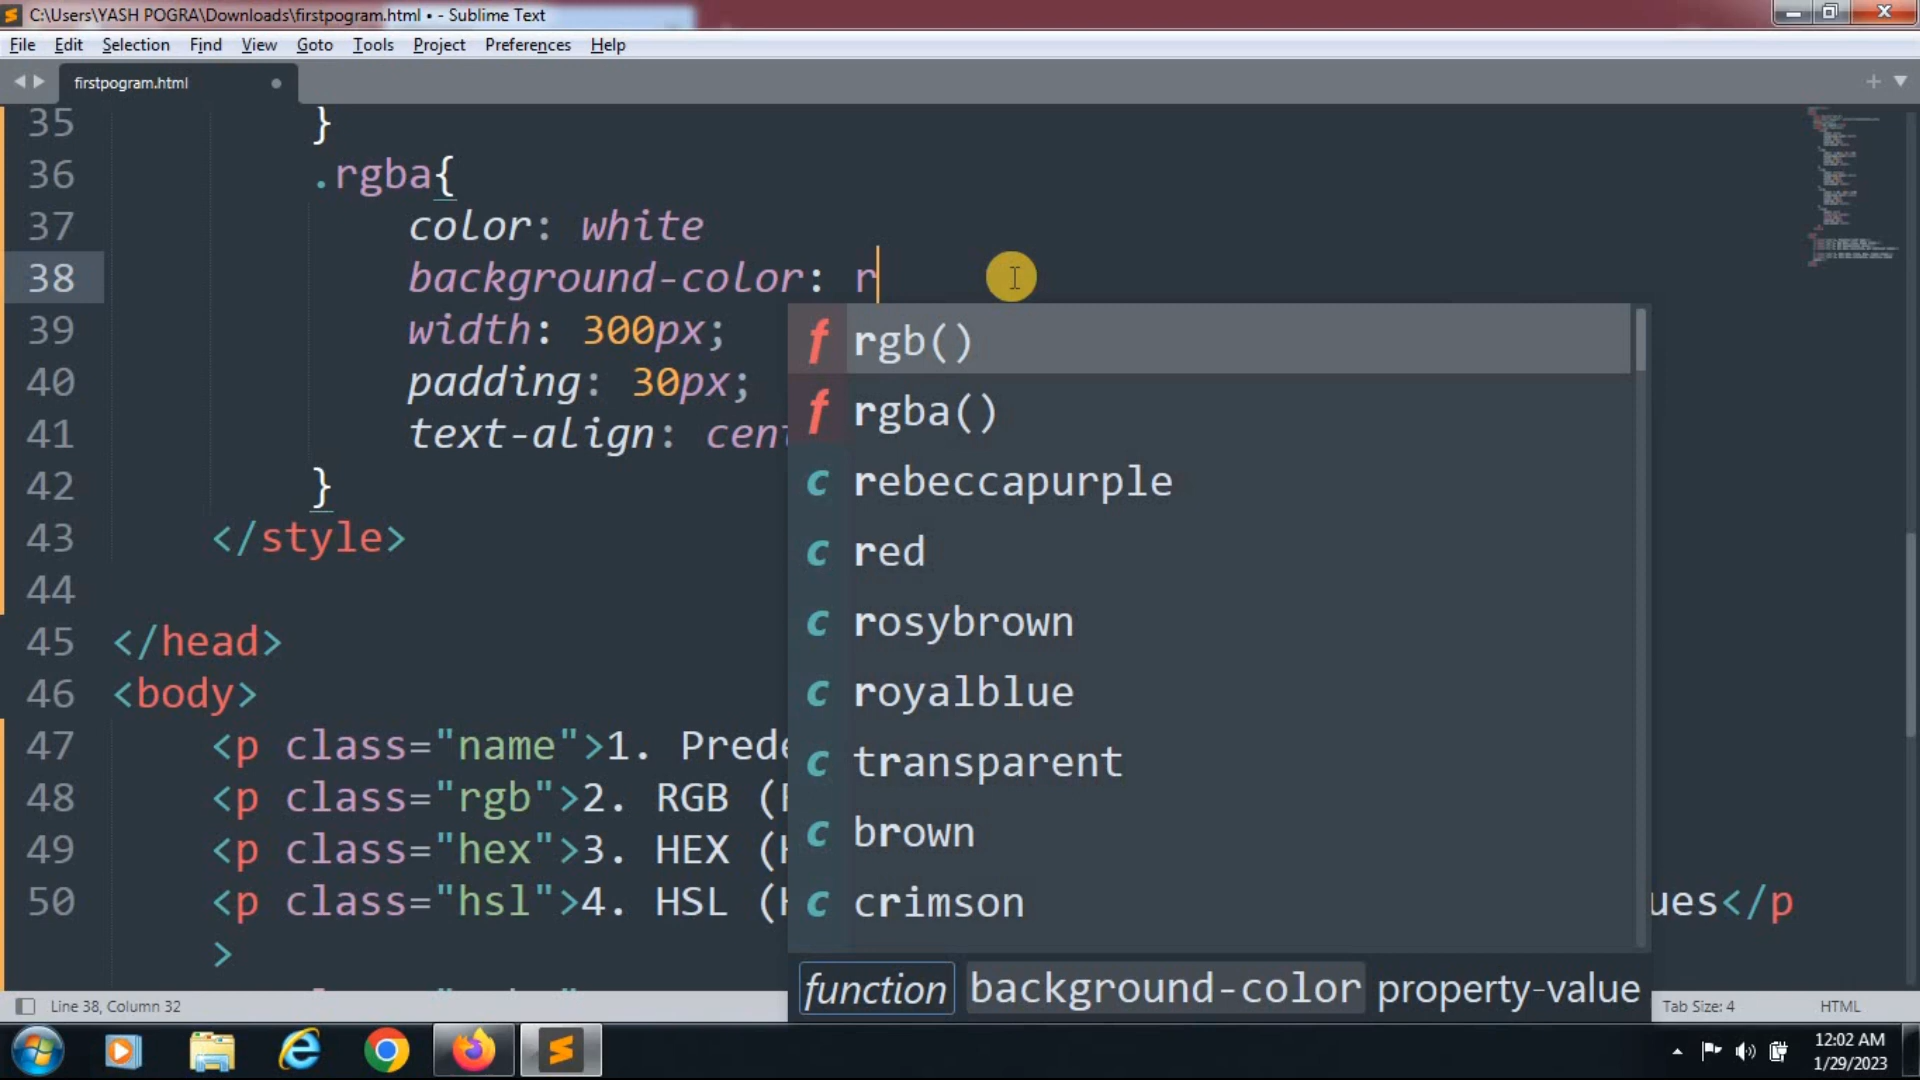 C:\Users\YASH POGRA\Downloads\firstpogram.html • - Sublime Text
File Edit Selection Find View Goto Tools Project Preferences Help
firstpogram.html
35 }
36 .rgba{
37 color: white
38 background-color: r
39 width: 300px;
40 padding: 30px;
41 text-align: cent
42 }
43 </style>
44
45 </head>
46 <body>
47 <p class="name">1. Prede
48 <p class="rgb">2. RGB (
49 <p class="hex">3. HEX (
50 <p class="hsl">4. HSL (
ues</p
>
f rgb()
f rgba()
c rebeccapurple
c red
c rosybrown
c royalblue
c transparent
c brown
c crimson
function background-color property-value
Line 38, Column 32
Tab Size: 4
HTML
12:02 AM
1/29/2023